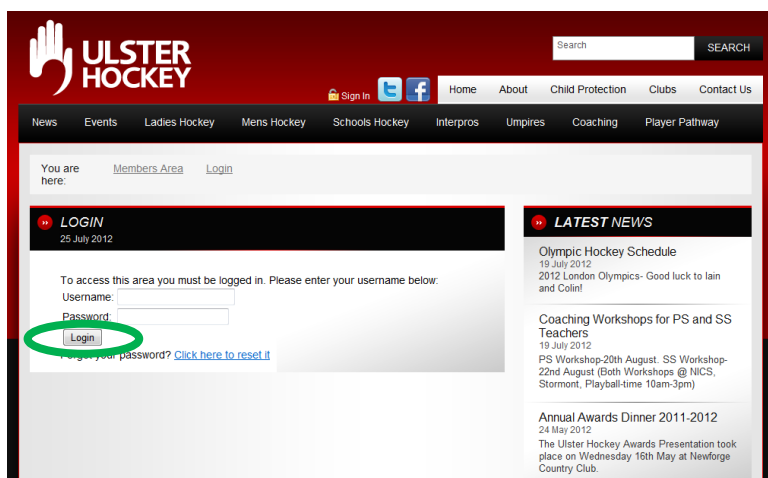 ULSTER
HOCKEY
Search
SEARCH
Sign In
Home About Child Protection Clubs Contact Us
News Events Ladies Hockey Mens Hockey Schools Hockey Interpros Umpires Coaching Player Pathway
You are
here:
Members Area Login
LOGIN
25 July 2012
To access this area you must be logged in. Please enter your username below:
Username:
Password:
Login
Forgot your password? Click here to reset it
LATEST NEWS
Olympic Hockey Schedule
19 July 2012
2012 London Olympics- Good luck to Iain
and Colin!
Coaching Workshops for PS and SS
Teachers
19 July 2012
PS Workshop-20th August. SS Workshop-
22nd August (Both Workshops @ NICS,
Stormont, Playball-time 10am-3pm)
Annual Awards Dinner 2011-2012
24 May 2012
The Ulster Hockey Awards Presentation took
place on Wednesday 16th May at Newforge
Country Club.